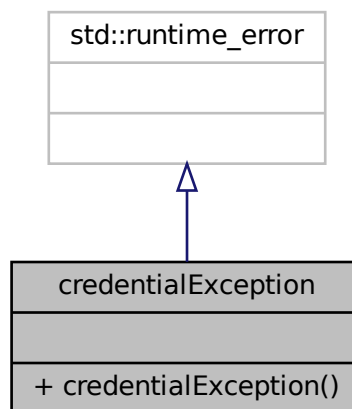 std::runtime_error
credentialException
+ credentialException()